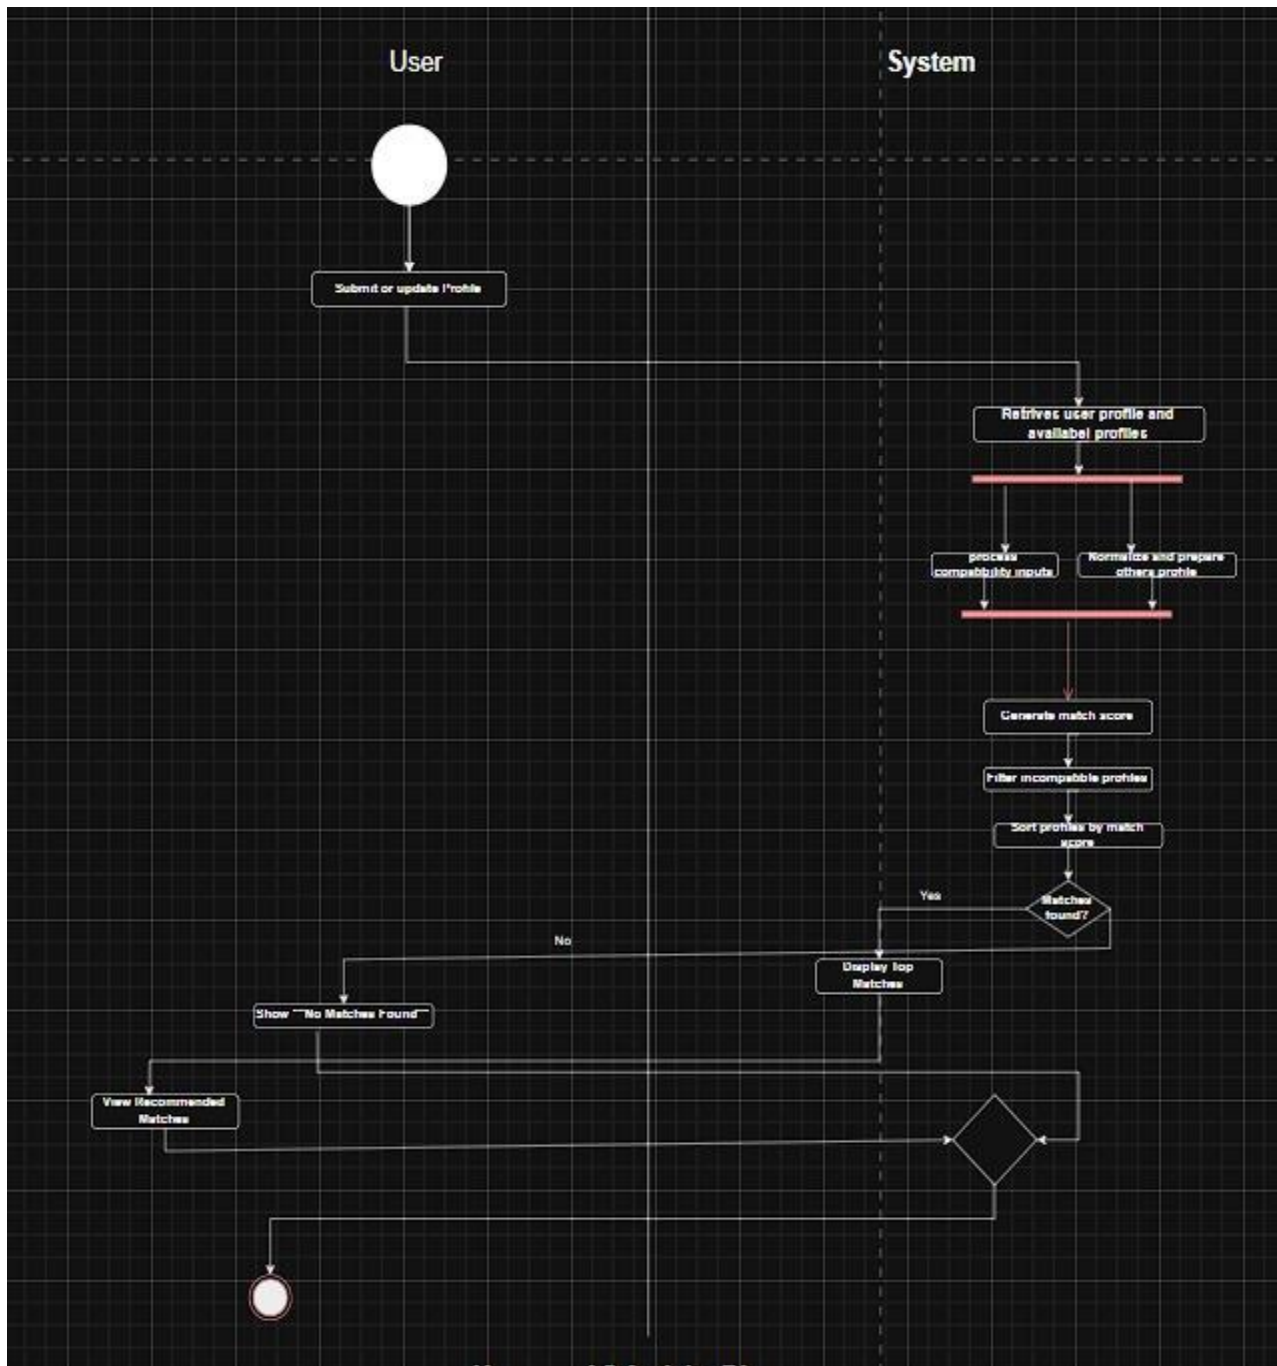 User
System
Submit or update Profile
Retrives user profile and
availabel profiles
process
compatibility inputs
Normalize and prepare
others profile
Generate match score
Filter incompatible profiles
Sort profiles by match
score
Matches
found?
Yes
No
Display Top
Matches
Show ""No Matches Found""
View Recommended
Matches